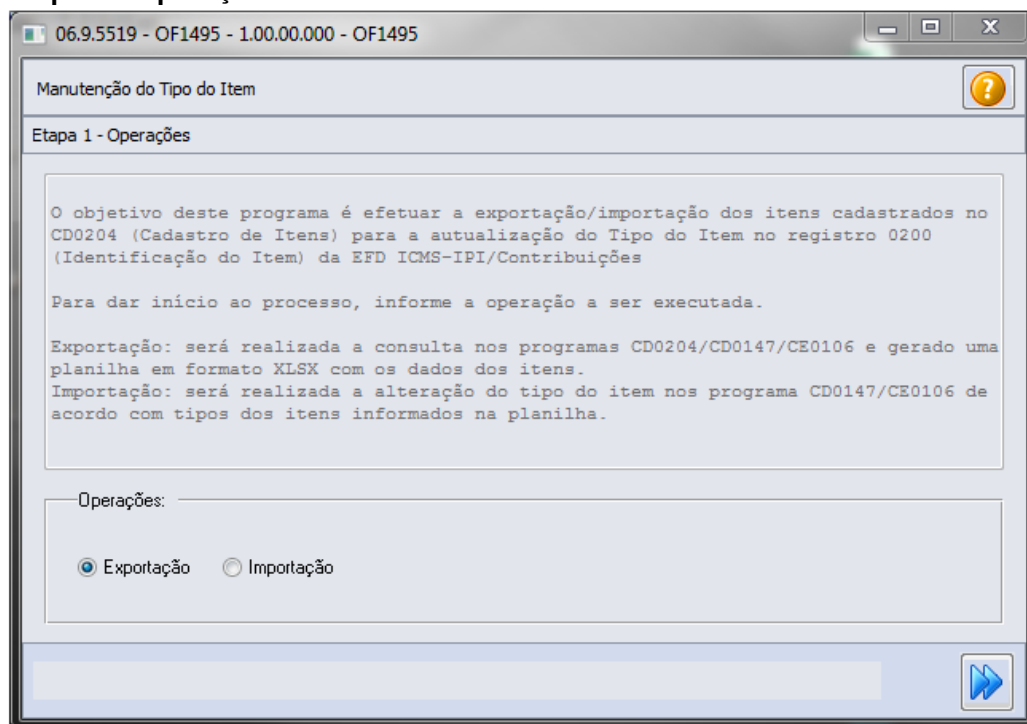 06.9.5519 - OF1495 - 1.00.00.000 - OF1495
Manutenção do Tipo do Item
Etapa 1 - Operações
O objetivo deste programa é efetuar a exportação/importação dos itens cadastrados no
CD0204 (Cadastro de Itens) para a autualização do Tipo do Item no registro 0200
(Identificação do Item) da EFD ICMS-IPI/Contribuições
Para dar início ao processo, informe a operação a ser executada.
Exportação: será realizada a consulta nos programas CD0204/CD0147/CE0106 e gerado uma
planilha em formato XLSX com os dados dos itens.
Importação: será realizada a alteração do tipo do item nos programa CD0147/CE0106 de
acordo com tipos dos itens informados na planilha.
Operações:
Exportação Importação